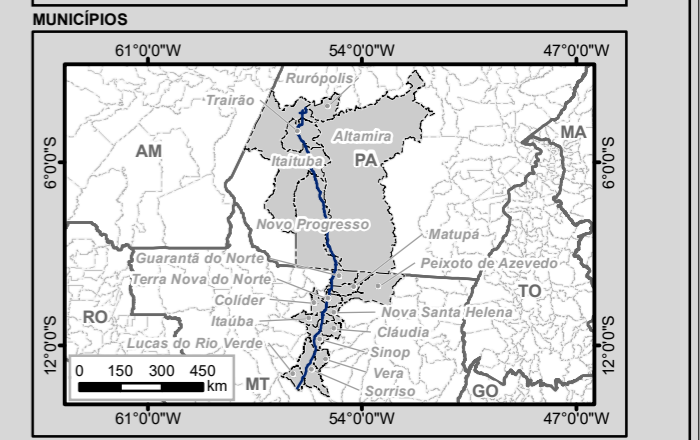 MUNICÍPIOS
61°0'0"W 54°0'0"W 47°0'0"W
Rurópolis
Trairão
Altamira
MA
AM
PA
Itaituba
6°0'0"S 6°0'0"S
Novo Progresso
Matupá
Guarantã do Norte
Peixoto de Azevedo
Terra Nova do Norte
TO
Colíder
RO
Itaúba
Nova Santa Helena
Cláudia
12°0'0"S 12°0'0"S
Lucas do Rio Verde
Sinop
Vera
0 150 300 450
km
MT
Sorriso
GO
61°0'0"W 54°0'0"W 47°0'0"W